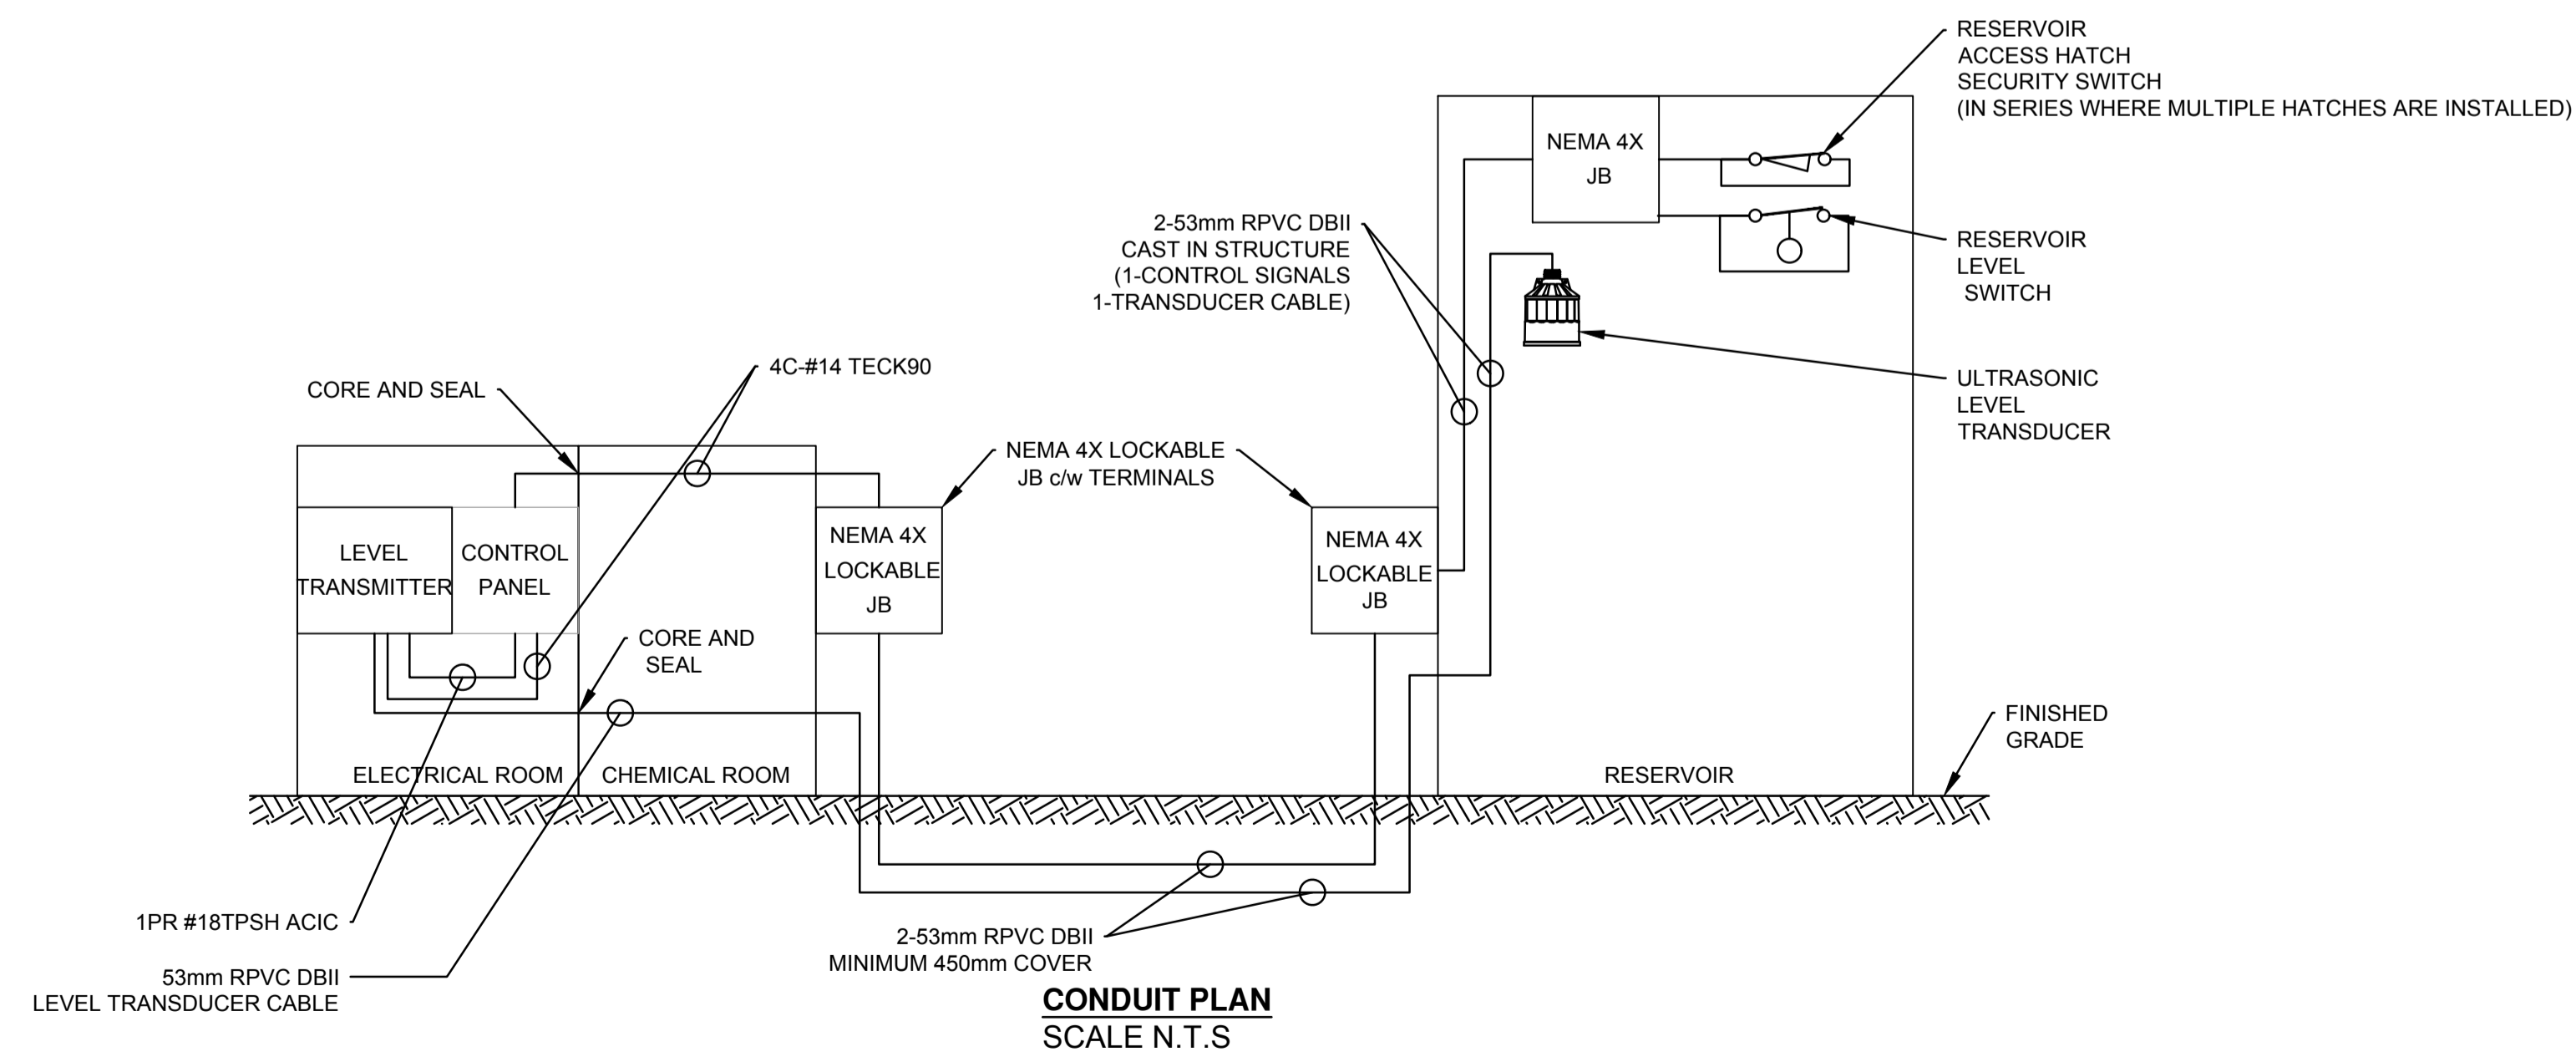 RESERVOIR
ACCESS HATCH
SECURITY SWITCH
(IN SERIES WHERE MULTIPLE HATCHES ARE INSTALLED)
NEMA 4X
JB
2-53mm RPVC DBII
CAST IN STRUCTURE
(1-CONTROL SIGNALS
1-TRANSDUCER CABLE)
RESERVOIR
LEVEL
SWITCH
ULTRASONIC
LEVEL
TRANSDUCER
4C-#14 TECK90
CORE AND SEAL
NEMA 4X LOCKABLE
JB c/w TERMINALS
LEVEL
TRANSMITTER
CONTROL
PANEL
NEMA 4X
LOCKABLE
JB
NEMA 4X
LOCKABLE
JB
CORE AND
SEAL
FINISHED
GRADE
ELECTRICAL ROOM
CHEMICAL ROOM
RESERVOIR
1PR #18TPSH ACIC
53mm RPVC DBII
LEVEL TRANSDUCER CABLE
2-53mm RPVC DBII
MINIMUM 450mm COVER
CONDUIT PLAN
SCALE N.T.S